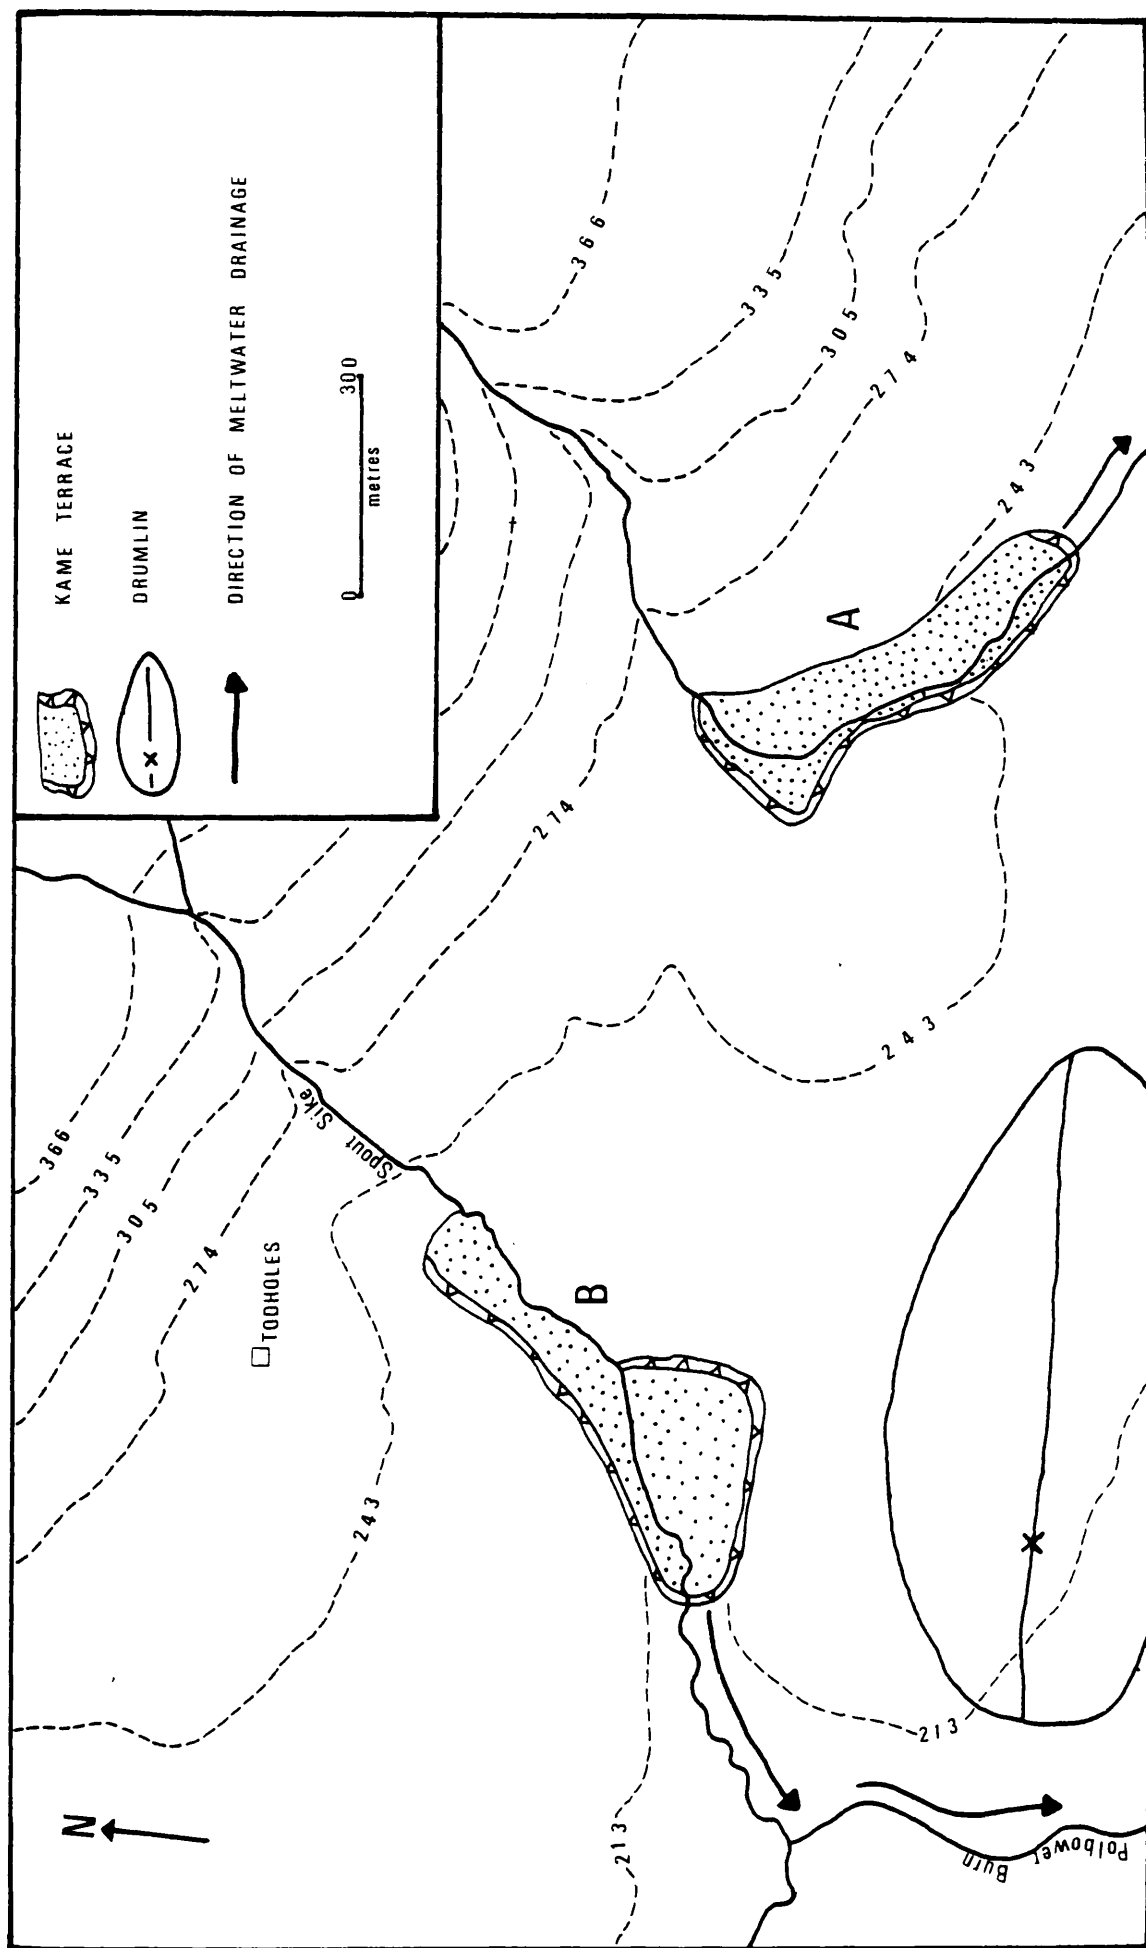 KAME TERRACE
DRUMLIN
DIRECTION OF MELTWATER DRAINAGE
0 300
metres
N
366
335
305
274
243
TODHOLES
Spout Sike
274
366
335
305
274
243
243
A
B
213
213
Polbower
Burn